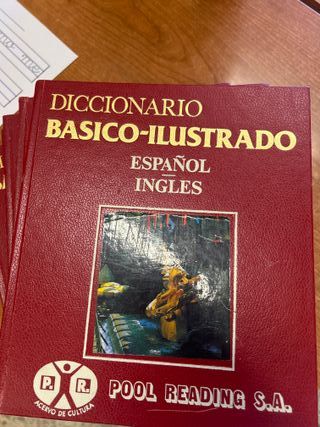 DICCIONARIO
BASICO-ILUSTRADO
ESPAÑOL
INGLES
P. R.
ACERVO DE CULTURA
POOL READING S.A.